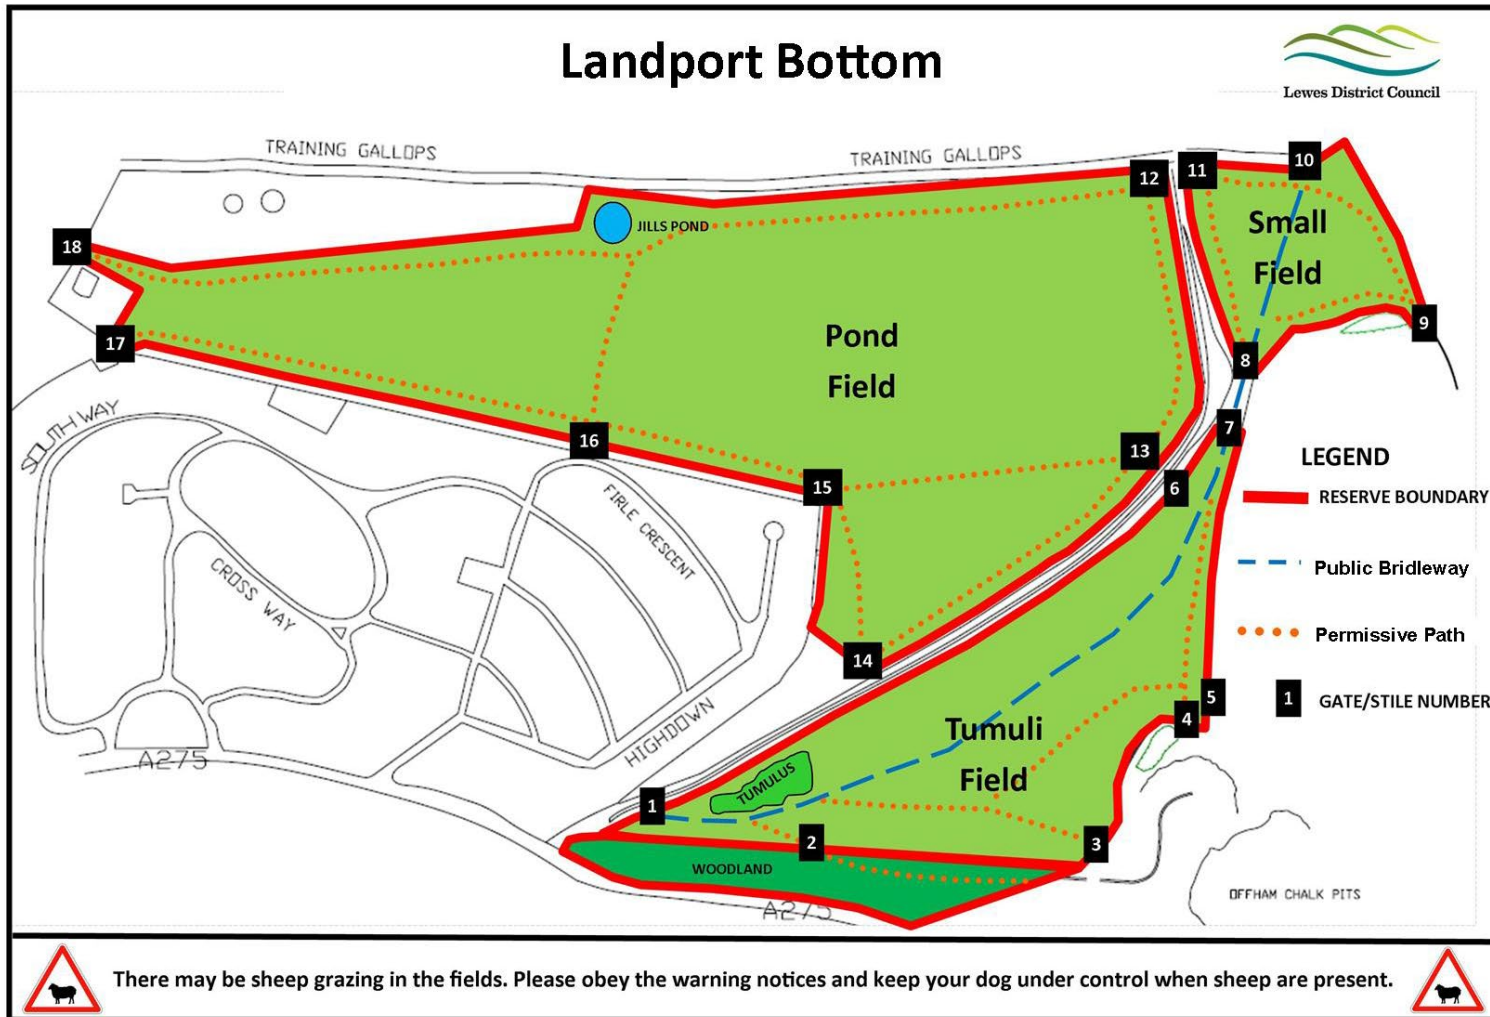 Landport Bottom
Lewes District Council
TRAINING GALLOPS
TRAINING GALLOPS
10
11
12
Small
Field
JILLS POND
18
9
17
Pond
Field
8
7
SOUTH WAY
16
13
15
6
LEGEND
RESERVE BOUNDARY
FIRLE CRESCENT
Public Bridleway
CROSS WAY
Permissive Path
14
5
4
1
GATE/STILE NUMBER
HIGHDOWN
Tumuli
Field
A275
TUMULUS
1
2
3
WOODLAND
OFFHAM CHALK PITS
A275
There may be sheep grazing in the fields. Please obey the warning notices and keep your dog under control when sheep are present.